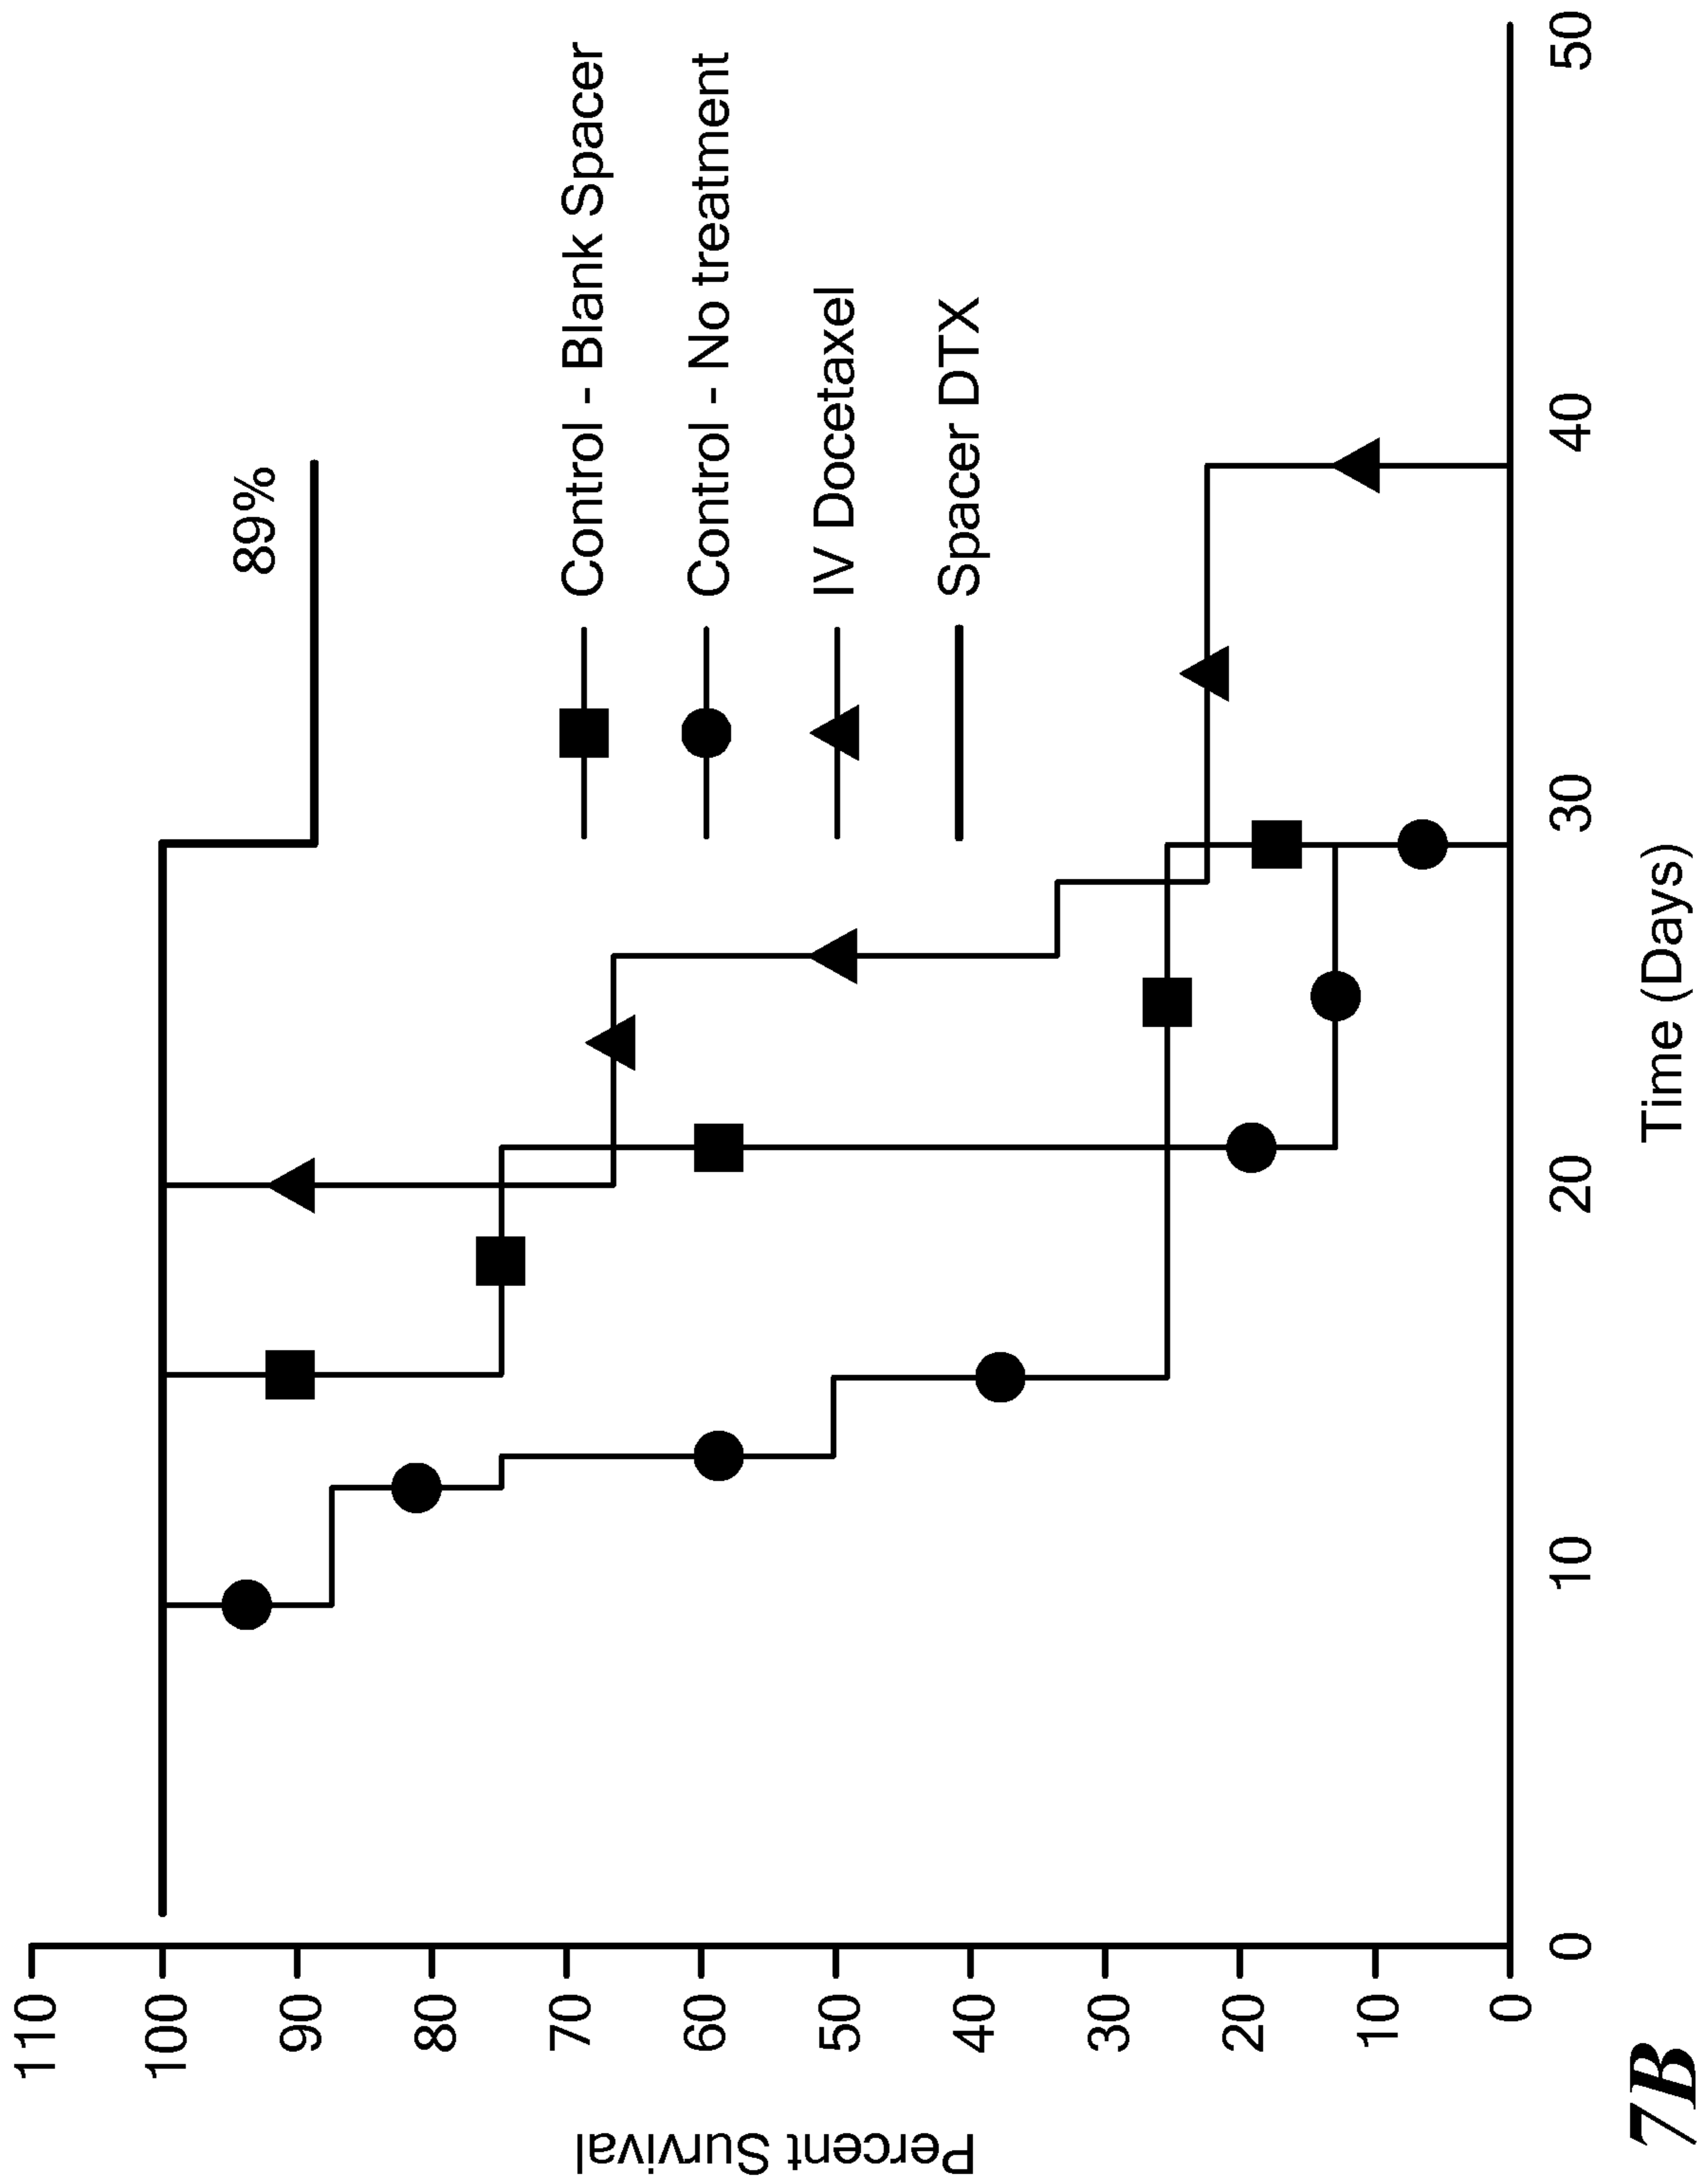 110
100
90
80
70
60
50
40
30
20
10
0
Percent Survival
89%
Control - Blank Spacer
Control - No treatment
IV Docetaxel
Spacer DTX
0
10
20
30
40
50
Time (Days)
7B